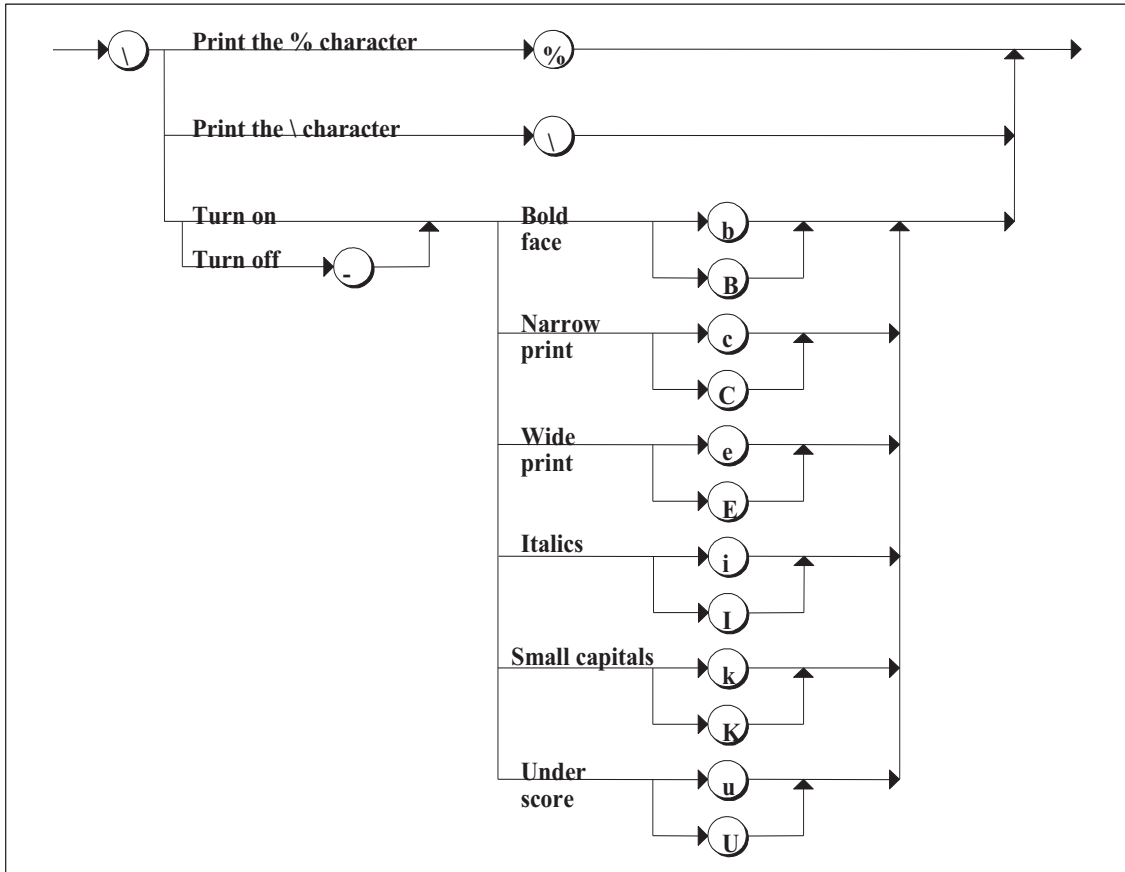 Print the % character
\
%
Print the \ character
\
Turn on
Turn off
-
Bold
face
b
B
Narrow
print
c
C
Wide
print
e
E
Italics
i
I
Small capitals
k
K
Under
score
u
U